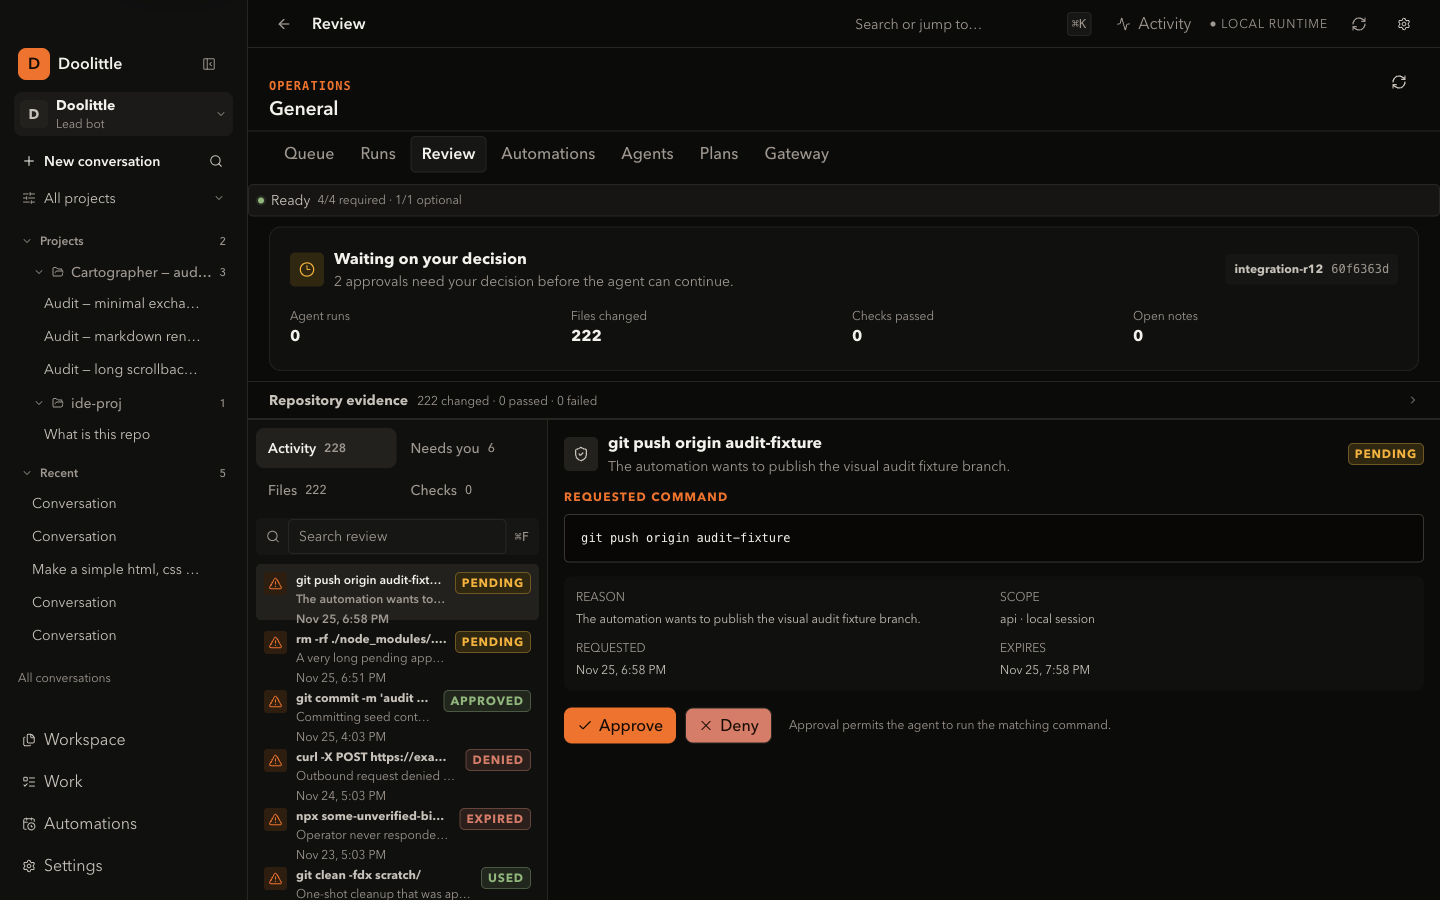 D Doolittle
D Doolittle
Lead bot
New conversation
All projects
Projects 2
Cartographer – aud... 3
Audit – minimal excha...
Audit – markdown ren...
Audit – long scrollbac...
ide-proj 1
What is this repo
Recent 5
Conversation
Conversation
Make a simple html, css ...
Conversation
Conversation
All conversations
Workspace
Work
Automations
Settings
Review
Search or jump to... ⌘K
Activity
LOCAL RUNTIME
OPERATIONS
General
Queue Runs Review Automations Agents Plans Gateway
Ready 4/4 required · 1/1 optional
Waiting on your decision
2 approvals need your decision before the agent can continue.
integration-r12 60f6363d
Agent runs Files changed Checks passed Open notes
0 222 0 0
Repository evidence 222 changed · 0 passed · 0 failed
Activity 228 Needs you 6
Files 222 Checks 0
Search review ⌘F
git push origin audit-fixt... PENDING
The automation wants to...
Nov 25, 6:58 PM
rm -rf ./node_modules/.... PENDING
A very long pending app...
Nov 25, 6:51 PM
git commit -m 'audit ... APPROVED
Committing seed cont...
Nov 25, 4:03 PM
curl -X POST https://exa... DENIED
Outbound request denied ...
Nov 24, 5:03 PM
npx some-unverified-bi... EXPIRED
Operator never responde...
Nov 23, 5:03 PM
git clean -fdx scratch/ USED
One-shot cleanup that was ap...
git push origin audit-fixture
The automation wants to publish the visual audit fixture branch.
PENDING
REQUESTED COMMAND
git push origin audit-fixture
REASON SCOPE
The automation wants to publish the visual audit fixture branch. api · local session
REQUESTED EXPIRES
Nov 25, 6:58 PM Nov 25, 7:58 PM
Approve Deny Approval permits the agent to run the matching command.